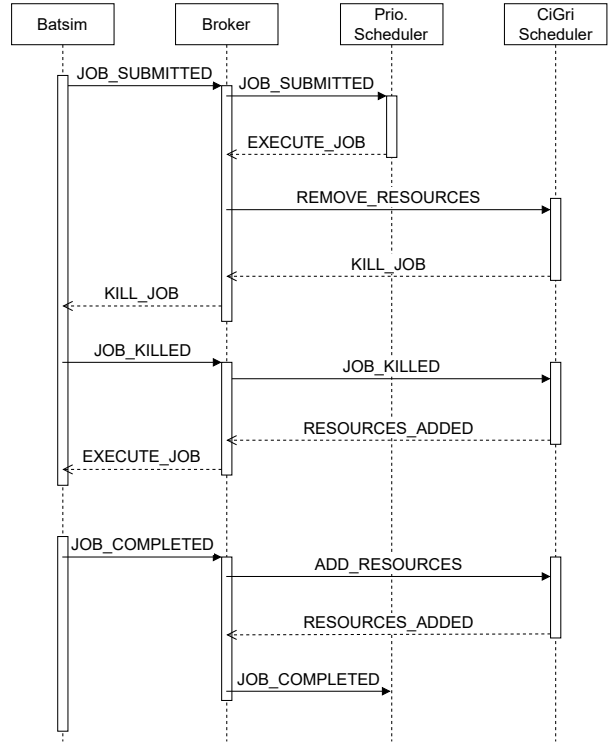 Batsim
Broker
Prio.
Scheduler
CiGri
Scheduler
JOB_SUBMITTED
JOB_SUBMITTED
EXECUTE_JOB
REMOVE_RESOURCES
KILL_JOB
KILL_JOB
JOB_KILLED
JOB_KILLED
RESOURCES_ADDED
EXECUTE_JOB
JOB_COMPLETED
ADD_RESOURCES
RESOURCES_ADDED
JOB_COMPLETED